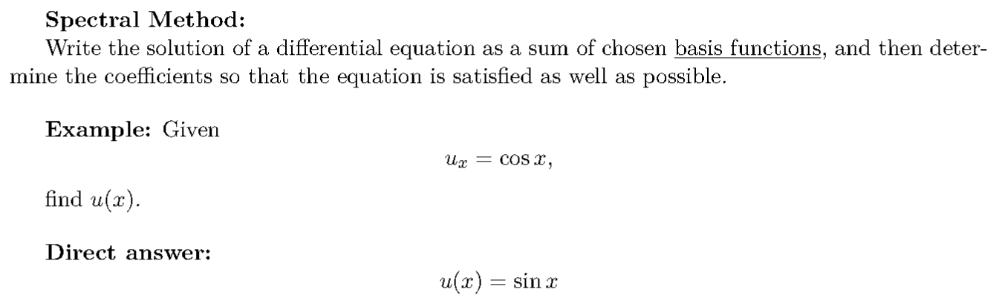 Spectral Method:
Write the solution of a differential equation as a sum of chosen basis functions, and then deter-
mine the coefficients so that the equation is satisfied as well as possible.
Example: Given
uₓ = cos x,
find u(x).
Direct answer:
u(x) = sin x